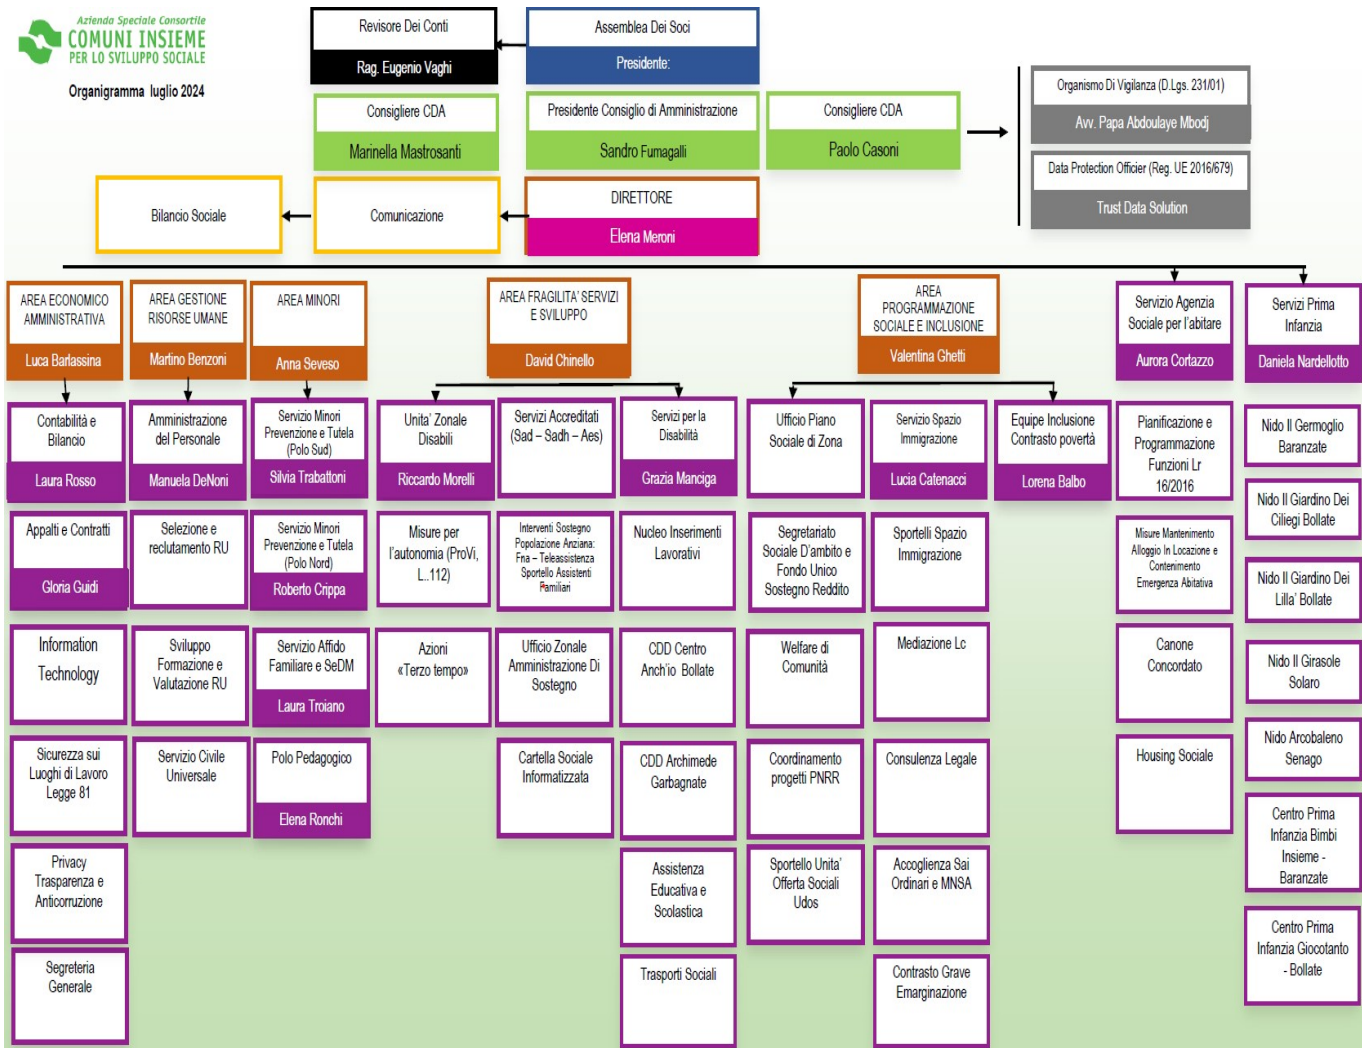 Azienda Speciale Consortile
COMUNI INSIEME
PER LO SVILUPPO SOCIALE
Organigramma luglio 2024
Revisore Dei Conti
Rag. Eugenio Vaghi
Assemblea Dei Soci
Presidente:
Consigliere CDA
Marinella Mastrosanti
Presidente Consiglio di Amministrazione
Sandro Fumagalli
Consigliere CDA
Paolo Casoni
Organismo Di Vigilanza (D.Lgs. 231/01)
Avv. Papa Abdoulaye Mbodj
Data Protection Officier (Reg. UE 2016/679)
Trust Data Solution
Bilancio Sociale
Comunicazione
DIRETTORE
Elena Meroni
AREA ECONOMICO
AMMINISTRATIVA
Luca Barlassina
AREA GESTIONE
RISORSE UMANE
Martino Benzoni
AREA MINORI
Anna Seveso
AREA FRAGILITA' SERVIZI
E SVILUPPO
David Chinello
AREA
PROGRAMMAZIONE
SOCIALE E INCLUSIONE
Valentina Ghetti
Servizio Agenzia
Sociale per l'abitare
Aurora Cortazzo
Servizi Prima
Infanzia
Daniela Nardellotto
Contabilità e
Bilancio
Laura Rosso
Appalti e Contratti
Gloria Guidi
Information
Technology
Sicurezza sui
Luoghi di Lavoro
Legge 81
Privacy
Trasparenza e
Anticorruzione
Segreteria
Generale
Amministrazione
del Personale
Manuela DeNoni
Selezione e
reclutamento RU
Sviluppo
Formazione e
Valutazione RU
Servizio Civile
Universale
Servizio Minori
Prevenzione e Tutela
(Polo Sud)
Silvia Trabattoni
Servizio Minori
Prevenzione e Tutela
(Polo Nord)
Roberto Crippa
Servizio Affido
Familiare e SeDM
Laura Troiano
Polo Pedagogico
Elena Ronchi
Unita' Zonale
Disabili
Riccardo Morelli
Misure per
l'autonomia (ProVi,
L..112)
Azioni
«Terzo tempo»
Servizi Accreditati
(Sad – Sadh – Aes)
Interventi Sostegno
Popolazione Anziana:
Fna – Teleassistenza
Sportello Assistenti
Familiari
Ufficio Zonale
Amministrazione Di
Sostegno
Cartella Sociale
Informatizzata
Servizi per la
Disabilità
Grazia Manciga
Nucleo Inserimenti
Lavorativi
CDD Centro
Anch'io Bollate
CDD Archimede
Garbagnate
Assistenza
Educativa e
Scolastica
Trasporti Sociali
Ufficio Piano
Sociale di Zona
Segretariato
Sociale D'ambito e
Fondo Unico
Sostegno Reddito
Welfare di
Comunità
Coordinamento
progetti PNRR
Sportello Unita'
Offerta Sociali
Udos
Servizio Spazio
Immigrazione
Lucia Catenacci
Sportelli Spazio
Immigrazione
Mediazione Lc
Consulenza Legale
Accoglienza Sai
Ordinari e MNSA
Contrasto Grave
Emarginazione
Equipe Inclusione
Contrasto povertà
Lorena Balbo
Pianificazione e
Programmazione
Funzioni Lr
16/2016
Misure Mantenimento
Alloggio In Locazione e
Contenimento
Emergenza Abitativa
Canone
Concordato
Housing Sociale
Nido Il Germoglio
Baranzate
Nido Il Giardino Dei
Ciliegi Bollate
Nido Il Giardino Dei
Lilla' Bollate
Nido Il Girasole
Solaro
Nido Arcobaleno
Senago
Centro Prima
Infanzia Bimbi
Insieme -
Baranzate
Centro Prima
Infanzia Giocotanto
- Bollate